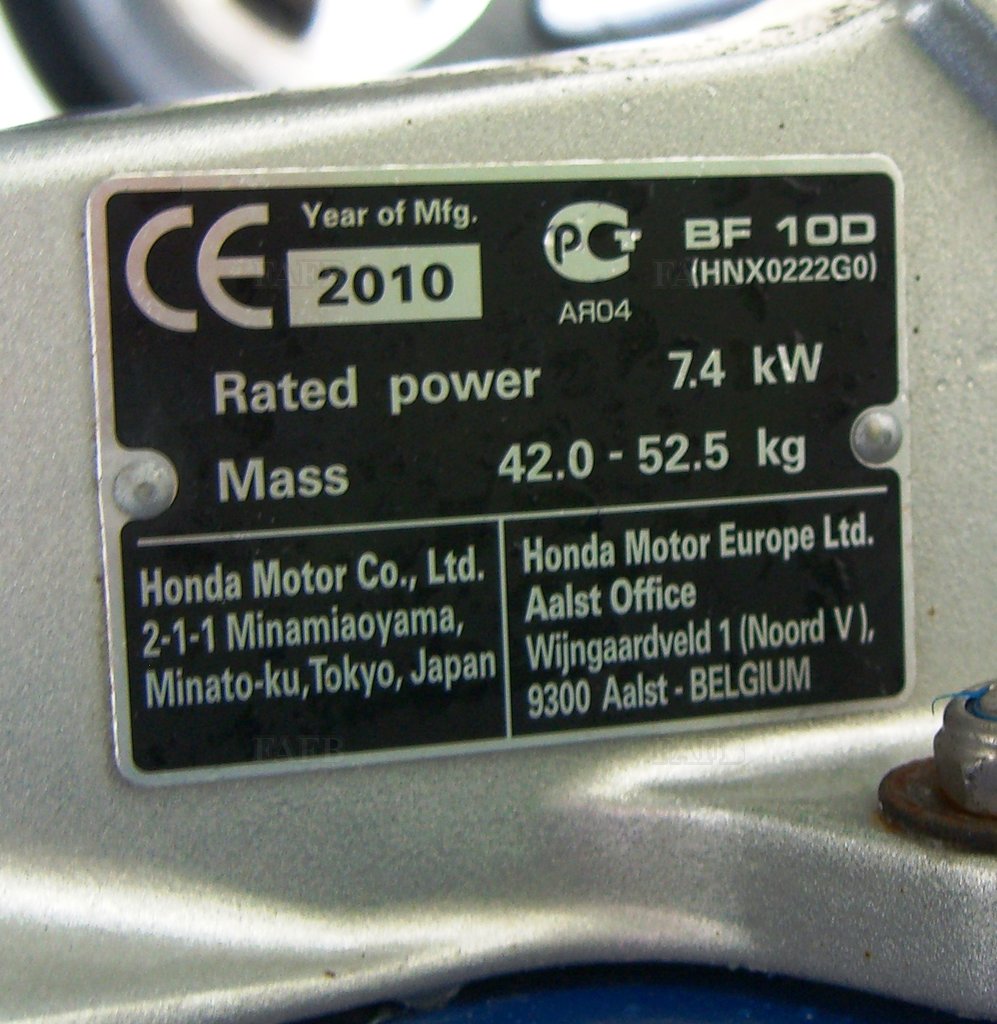 CE
Year of Mfg.
2010
РСТ
АЯ04
BF 10D
(HNX0222G0)
Rated power 7.4 kW
Mass 42.0 - 52.5 kg
Honda Motor Co., Ltd.
2-1-1 Minamiaoyama,
Minato-ku, Tokyo, Japan
Honda Motor Europe Ltd.
Aalst Office
Wijngaardveld 1 (Noord V),
9300 Aalst - BELGIUM